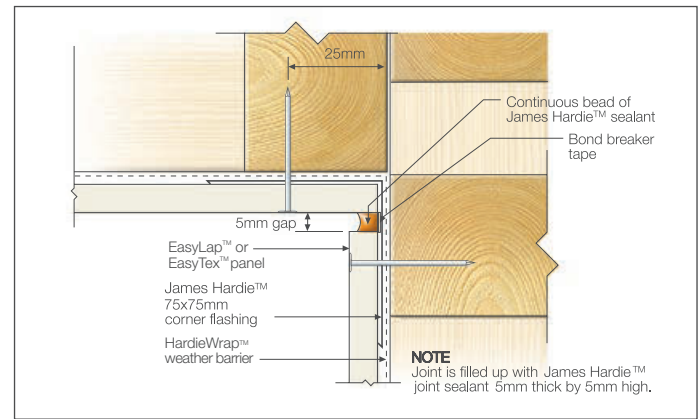 25mm
Continuous bead of
James Hardie™ sealant
Bond breaker
tape
5mm gap
EasyLap™ or
EasyTex™ panel
James Hardie™
75x75mm
corner flashing
HardieWrap™
weather barrier
NOTE
Joint is filled up with James Hardie™
joint sealant 5mm thick by 5mm high.